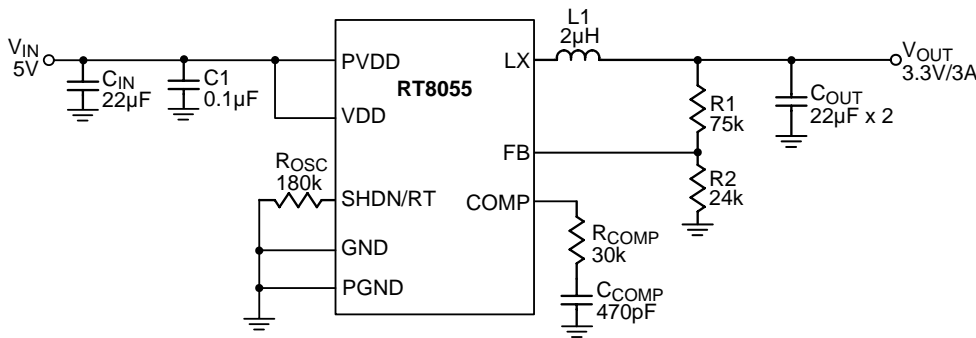 L1
2µH
VIN
5V
CIN
22µF
C1
0.1µF
PVDD
LX
RT8055
VDD
VOUT
3.3V/3A
R1
75k
COUT
22µF x 2
FB
ROSC
180k
R2
24k
SHDN/RT
COMP
RCOMP
30k
GND
PGND
CCOMP
470pF